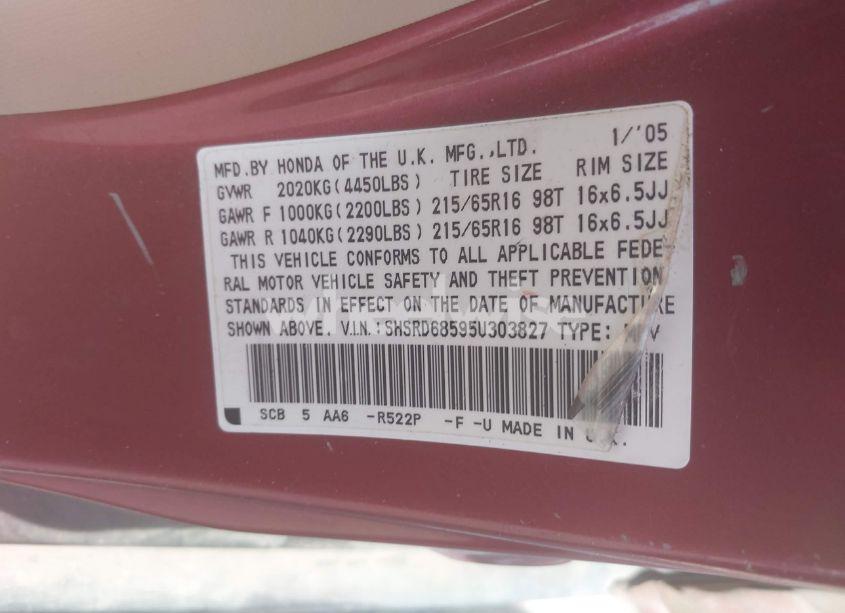 MFD.BY HONDA OF THE U.K. MFG.,LTD. 1/'05
GVWR 2020KG(4450LBS) TIRE SIZE RIM SIZE
GAWR F 1000KG(2200LBS) 215/65R16 98T 16x6.5JJ
GAWR R 1040KG(2290LBS) 215/65R16 98T 16x6.5JJ
THIS VEHICLE CONFORMS TO ALL APPLICABLE FEDE
RAL MOTOR VEHICLE SAFETY AND THEFT PREVENTION
STANDARDS IN EFFECT ON THE DATE OF MANUFACTURE
SHOWN ABOVE. V.I.N.: SHSRD68595U303827 TYPE:
SCB 5 AA6 -R522P -F -U MADE IN